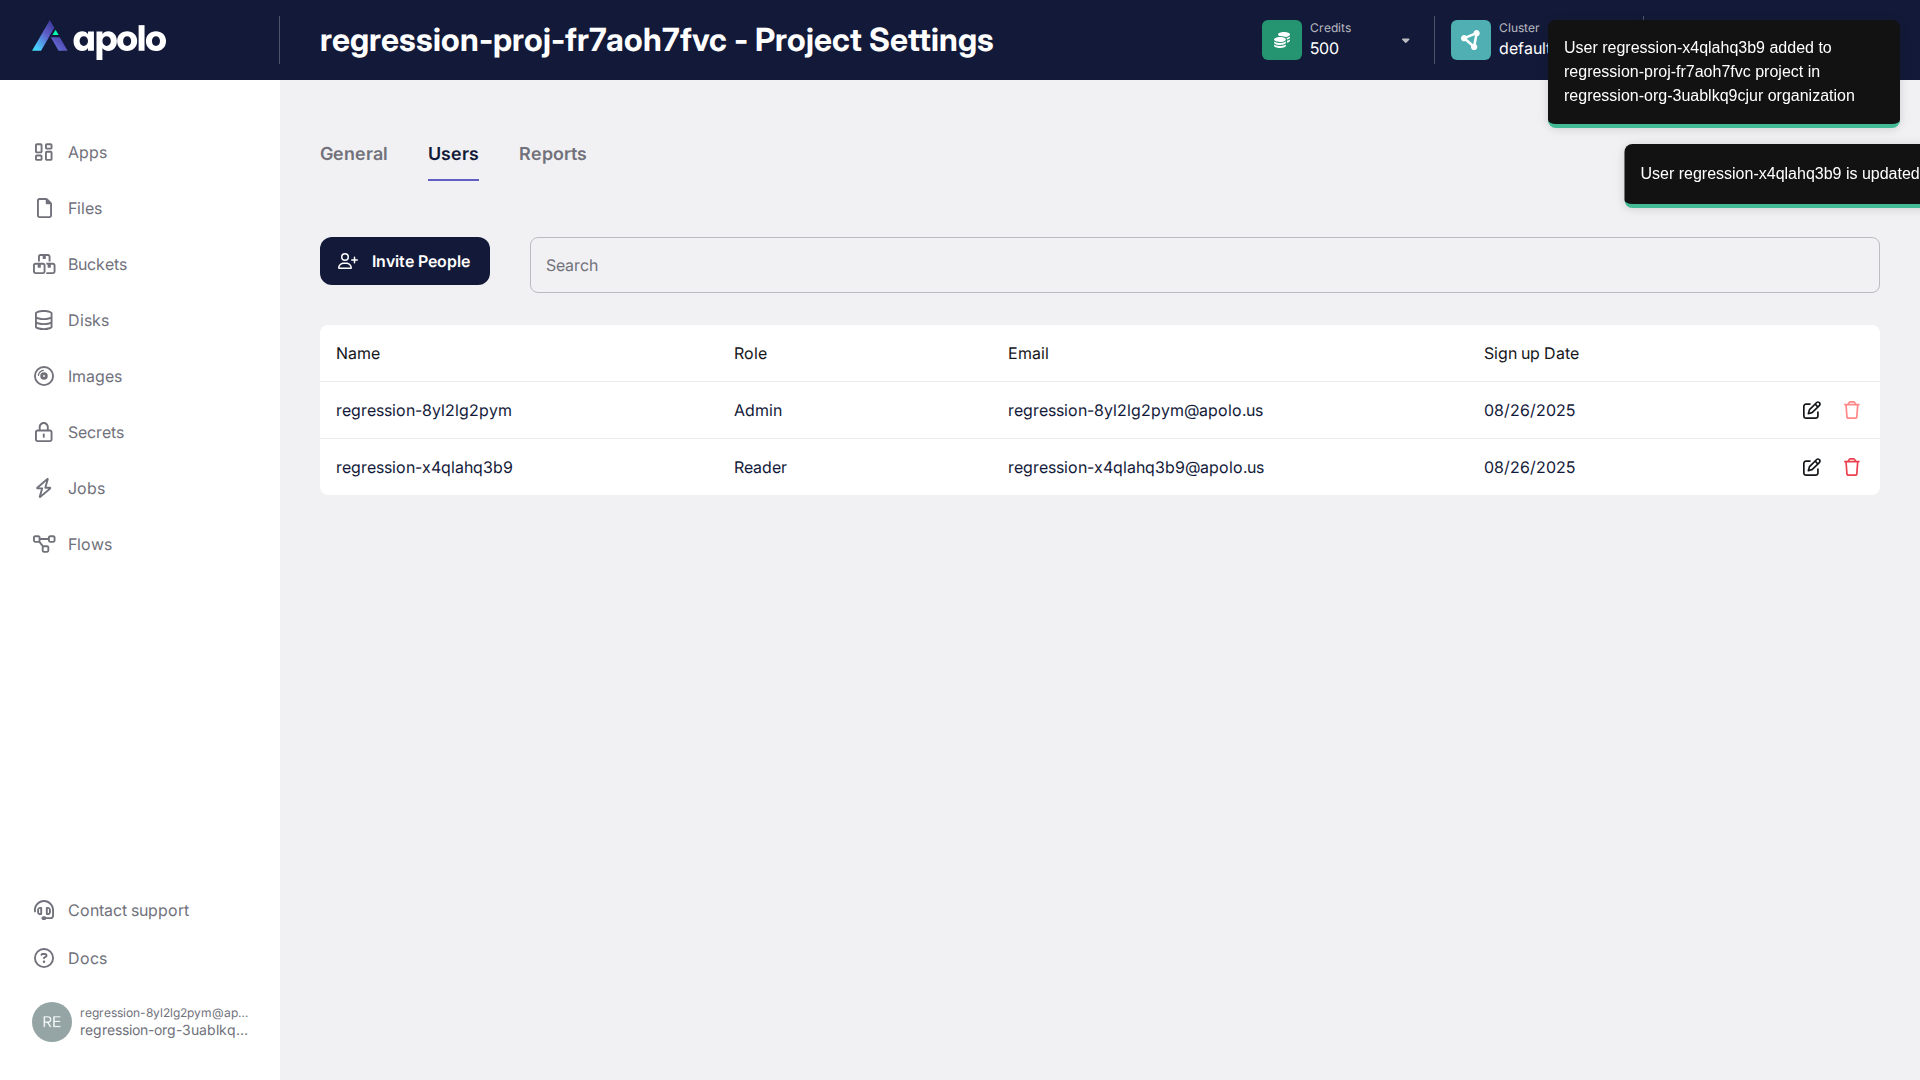 apolo
regression-proj-fr7aoh7fvc - Project Settings
Credits
500
Cluster
default
User regression-x4qlahq3b9 added to
regression-proj-fr7aoh7fvc project in
regression-org-3uablkq9cjur organization
User regression-x4qlahq3b9 is updated
Apps
Files
Buckets
Disks
Images
Secrets
Jobs
Flows
General
Users
Reports
Invite People
Search
Name Role Email Sign up Date
regression-8yl2lg2pym Admin regression-8yl2lg2pym@apolo.us 08/26/2025
regression-x4qlahq3b9 Reader regression-x4qlahq3b9@apolo.us 08/26/2025
Contact support
Docs
RE
regression-8yl2lg2pym@ap...
regression-org-3uablkq...